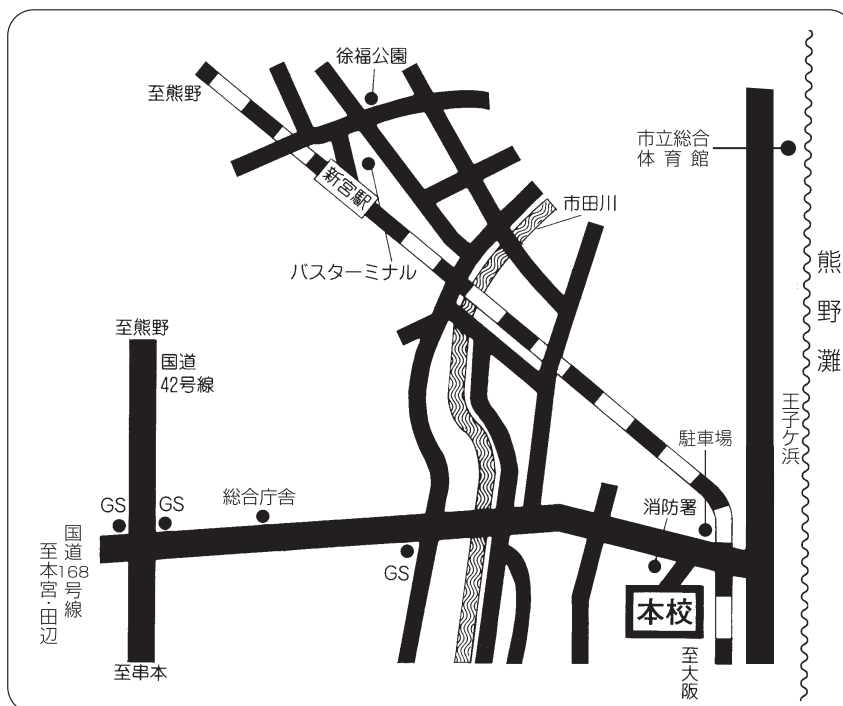 徐福公園
至熊野
市立総合
体育館
新宮駅
市田川
バスターミナル
熊野灘
至熊野
国道
42号線
王子ケ浜
駐車場
消防署
総合庁舎
GS
GS
GS
国道168号線
至本宮・田辺
本校
至大阪
至串本